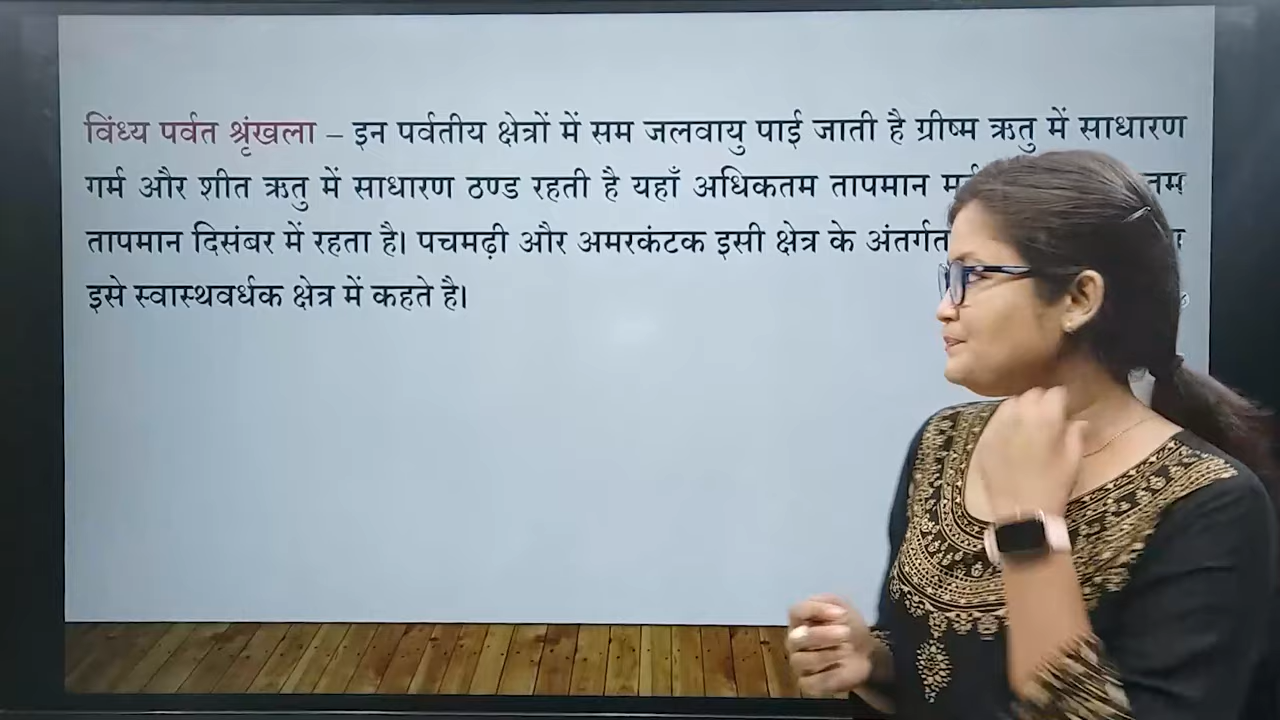 विंध्य पर्वत श्रृंखला – इन पर्वतीय क्षेत्रों में सम जलवायु पाई जाती है ग्रीष्म ऋतु में साधारण
गर्म और शीत ऋतु में साधारण ठण्ड रहती है यहाँ अधिकतम तापमान
तापमान दिसंबर में रहता है। पचमढ़ी और अमरकंटक इसी क्षेत्र के अंतर्गत
इसे स्वास्थवर्धक क्षेत्र में कहते है।